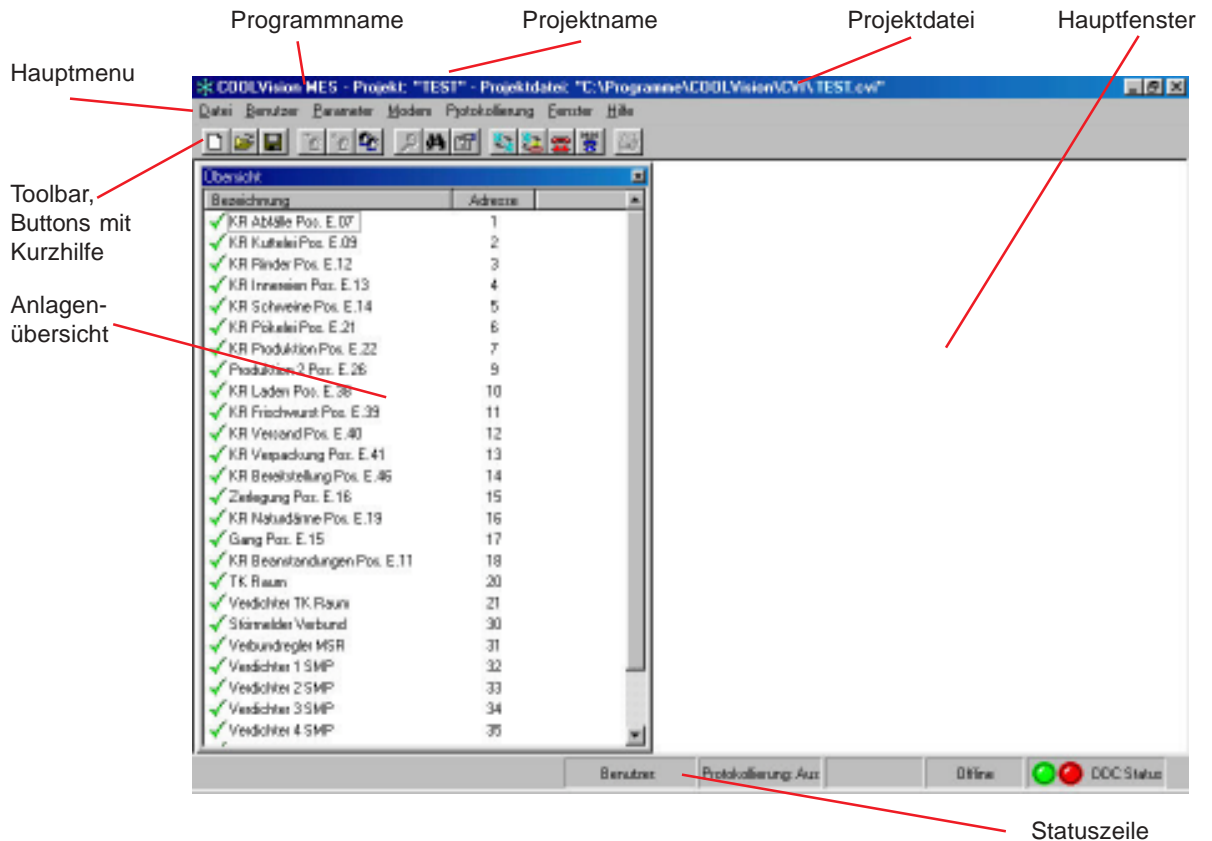 Programmname
Projektname
Projektdatei
Hauptfenster
Hauptmenu
COOLVision MES - Projekt: "TEST" - Projektdatei: "C:\Programme\COOLVision\CVI\TEST.cvi"
Datei Benutzer Parameter Modem Protokollierung Fenster Hilfe
Toolbar,
Buttons mit
Kurzhilfe
Anlagen-
übersicht
Übersicht
Bezeichnung Adresse
KR Abfälle Pos. E.07 1
KR Kuttelei Pos. E.09 2
KR Rinder Pos. E.12 3
KR Innereien Pos. E.13 4
KR Schweine Pos. E.14 5
KR Pökelei Pos. E.21 6
KR Produktion Pos. E.22 7
Produktion 2 Pos. E.26 9
KR Laden Pos. E.38 10
KR Frischwurst Pos. E.39 11
KR Versand Pos. E.40 12
KR Verpackung Pos. E.41 13
KR Bereitstellung Pos. E.46 14
Zerlegung Pos. E.16 15
KR Naturdärme Pos. E.19 16
Gang Pos. E.15 17
KR Beanstandungen Pos. E.11 18
TK Raum 20
Verdichter TK Raum 21
Störmelder Verbund 30
Verbundregler MSR 31
Verdichter 1 SMP 32
Verdichter 2 SMP 33
Verdichter 3 SMP 34
Verdichter 4 SMP 35
Benutzer Protokollierung: Aus Offline DDC Status
Statuszeile